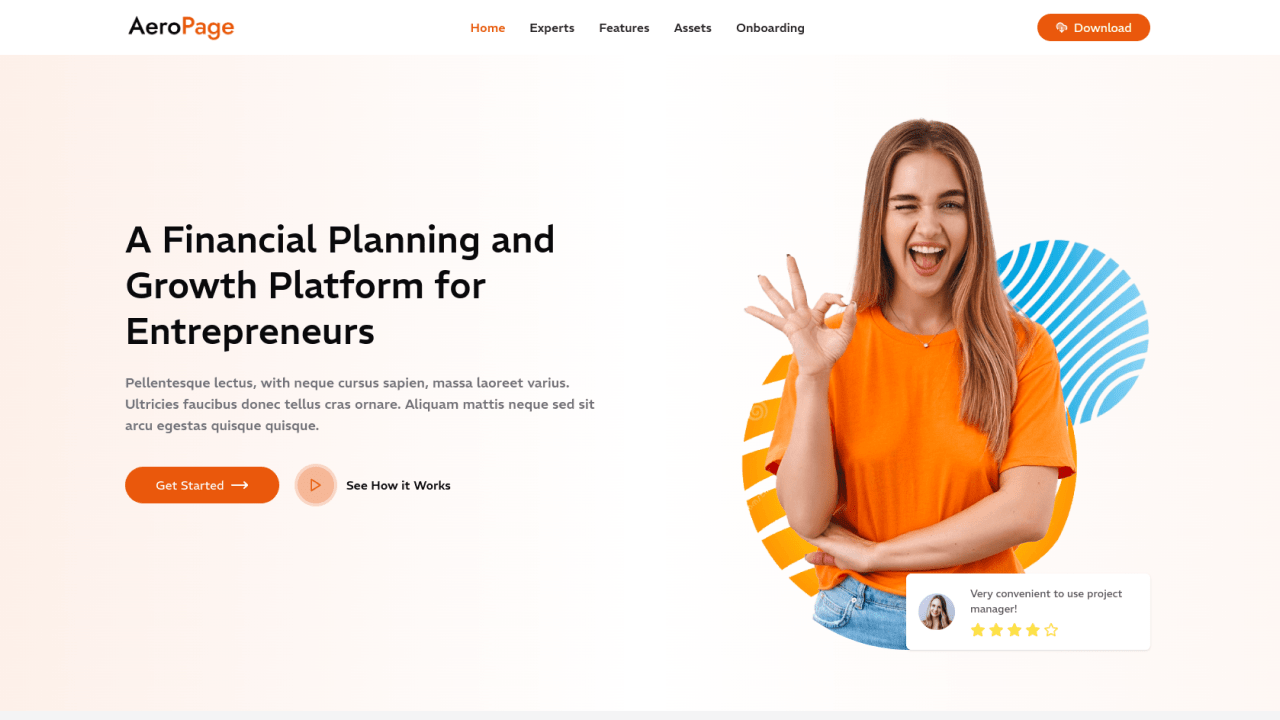 AeroPage
Home
Experts
Features
Assets
Onboarding
Download
A Financial Planning and
Growth Platform for
Entrepreneurs
Pellentesque lectus, with neque cursus sapien, massa laoreet varius.
Ultricies faucibus donec tellus cras ornare. Aliquam mattis neque sed sit
arcu egestas quisque quisque.
Get Started
See How it Works
Very convenient to use project
manager!